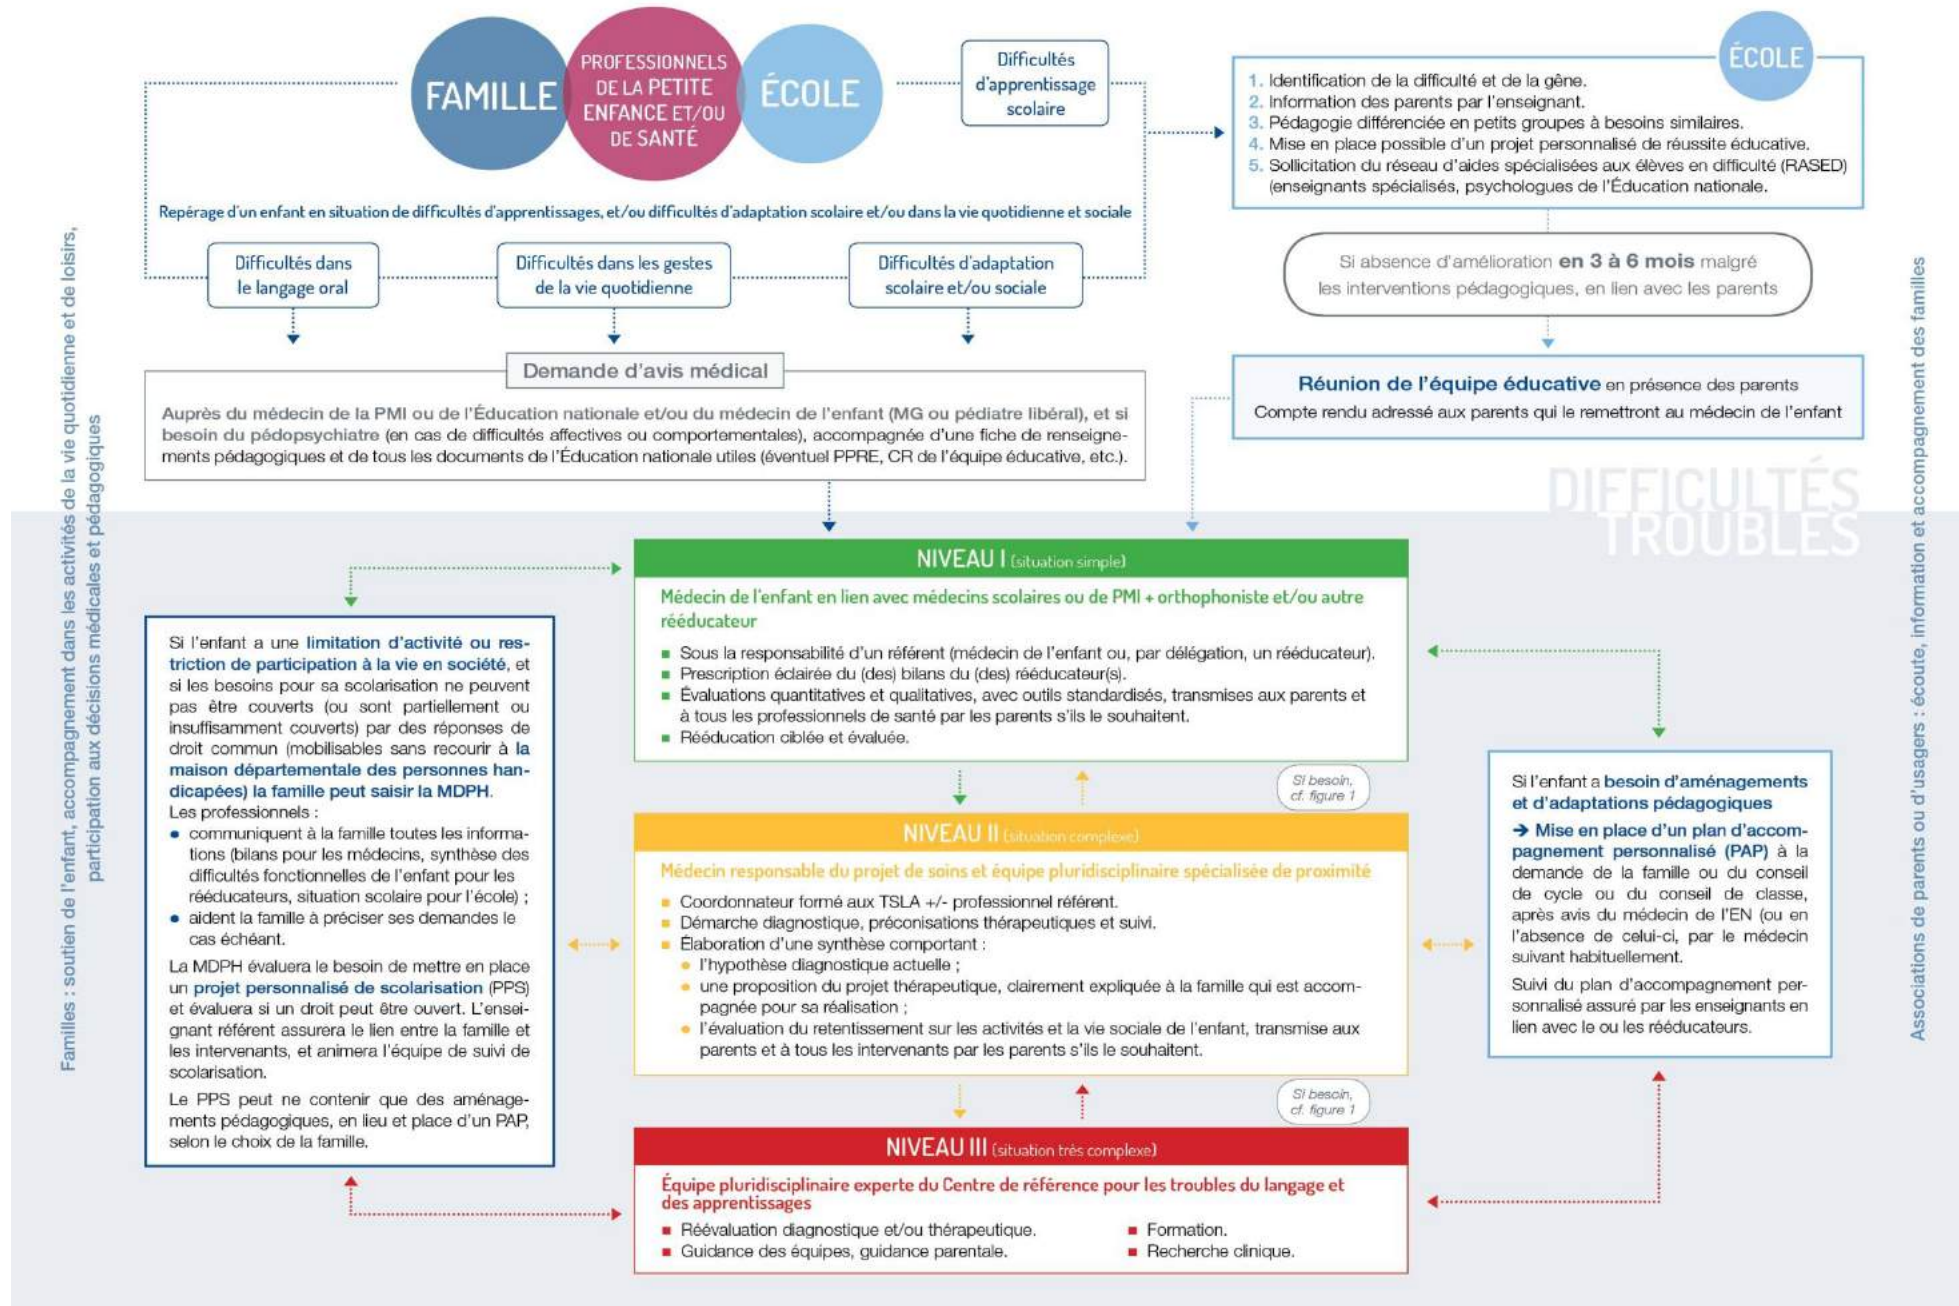 FAMILLE
PROFESSIONNELS
DE LA PETITE
ENFANCE ET/OU
DE SANTÉ
ÉCOLE
Difficultés
d'apprentissage
scolaire
ÉCOLE
1. Identification de la difficulté et de la gêne.
2. Information des parents par l'enseignant.
3. Pédagogie différenciée en petits groupes à besoins similaires.
4. Mise en place possible d'un projet personnalisé de réussite éducative.
5. Sollicitation du réseau d'aides spécialisées aux élèves en difficulté (RASED)
(enseignants spécialisés, psychologues de l'Éducation nationale.
Repérage d'un enfant en situation de difficultés d'apprentissages, et/ou difficultés d'adaptation scolaire et/ou dans la vie quotidienne et sociale
Difficultés dans
le langage oral
Difficultés dans les gestes
de la vie quotidienne
Difficultés d'adaptation
scolaire et/ou sociale
Si absence d'amélioration en 3 à 6 mois malgré
les interventions pédagogiques, en lien avec les parents
Demande d'avis médical
Auprès du médecin de la PMI ou de l'Éducation nationale et/ou du médecin de l'enfant (MG ou pédiatre libéral), et si
besoin du pédopsychiatre (en cas de difficultés affectives ou comportementales), accompagnée d'une fiche de renseigne-
ments pédagogiques et de tous les documents de l'Éducation nationale utiles (éventuel PPRE, CR de l'équipe éducative, etc.).
Réunion de l'équipe éducative en présence des parents
Compte rendu adressé aux parents qui le remettront au médecin de l'enfant
DIFFICULTÉS
TROUBLES
Familles : soutien de l'enfant, accompagnement dans les activités de la vie quotidienne et de loisirs,
participation aux décisions médicales et pédagogiques
Si l'enfant a une limitation d'activité ou res-
triction de participation à la vie en société, et
si les besoins pour sa scolarisation ne peuvent
pas être couverts (ou sont partiellement ou
insuffisamment couverts) par des réponses de
droit commun (mobilisables sans recourir à la
maison départementale des personnes han-
dicapées) la famille peut saisir la MDPH.
Les professionnels :
• communiquent à la famille toutes les informa-
tions (bilans pour les médecins, synthèse des
difficultés fonctionnelles de l'enfant pour les
rééducateurs, situation scolaire pour l'école) ;
• aident la famille à préciser ses demandes le
cas échéant.
La MDPH évaluera le besoin de mettre en place
un projet personnalisé de scolarisation (PPS)
et évaluera si un droit peut être ouvert. L'ensei-
gnant référent assurera le lien entre la famille et
les intervenants, et animera l'équipe de suivi de
scolarisation.
Le PPS peut ne contenir que des aménage-
ments pédagogiques, en lieu et place d'un PAP,
selon le choix de la famille.
NIVEAU I (situation simple)
Médecin de l'enfant en lien avec médecins scolaires ou de PMI + orthophoniste et/ou autre
rééducateur
■ Sous la responsabilité d'un référent (médecin de l'enfant ou, par délégation, un rééducateur).
■ Prescription éclairée du (des) bilans du (des) rééducateur(s).
■ Évaluations quantitatives et qualitatives, avec outils standardisés, transmises aux parents et
à tous les professionnels de santé par les parents s'ils le souhaitent.
■ Rééducation ciblée et évaluée.
Si besoin,
cf. figure 1
NIVEAU II (situation complexe)
Médecin responsable du projet de soins et équipe pluridisciplinaire spécialisée de proximité
■ Coordonnateur formé aux TSLA +/- professionnel référent.
■ Démarche diagnostique, préconisations thérapeutiques et suivi.
■ Élaboration d'une synthèse comportant :
• l'hypothèse diagnostique actuelle ;
• une proposition du projet thérapeutique, clairement expliquée à la famille qui est accom-
pagnée pour sa réalisation ;
• l'évaluation du retentissement sur les activités et la vie sociale de l'enfant, transmise aux
parents et à tous les intervenants par les parents s'ils le souhaitent.
Si besoin,
cf. figure 1
NIVEAU III (situation très complexe)
Équipe pluridisciplinaire experte du Centre de référence pour les troubles du langage et
des apprentissages
■ Réévaluation diagnostique et/ou thérapeutique.
■ Guidance des équipes, guidance parentale.
■ Formation.
■ Recherche clinique.
Si l'enfant a besoin d'aménagements
et d'adaptations pédagogiques
➔ Mise en place d'un plan d'accom-
pagnement personnalisé (PAP) à la
demande de la famille ou du conseil
de cycle ou du conseil de classe,
après avis du médecin de l'EN (ou en
l'absence de celui-ci, par le médecin
suivant habituellement.
Suivi du plan d'accompagnement per-
sonnalisé assuré par les enseignants en
lien avec le ou les rééducateurs.
Associations de parents ou d'usagers : écoute, information et accompagnement des familles